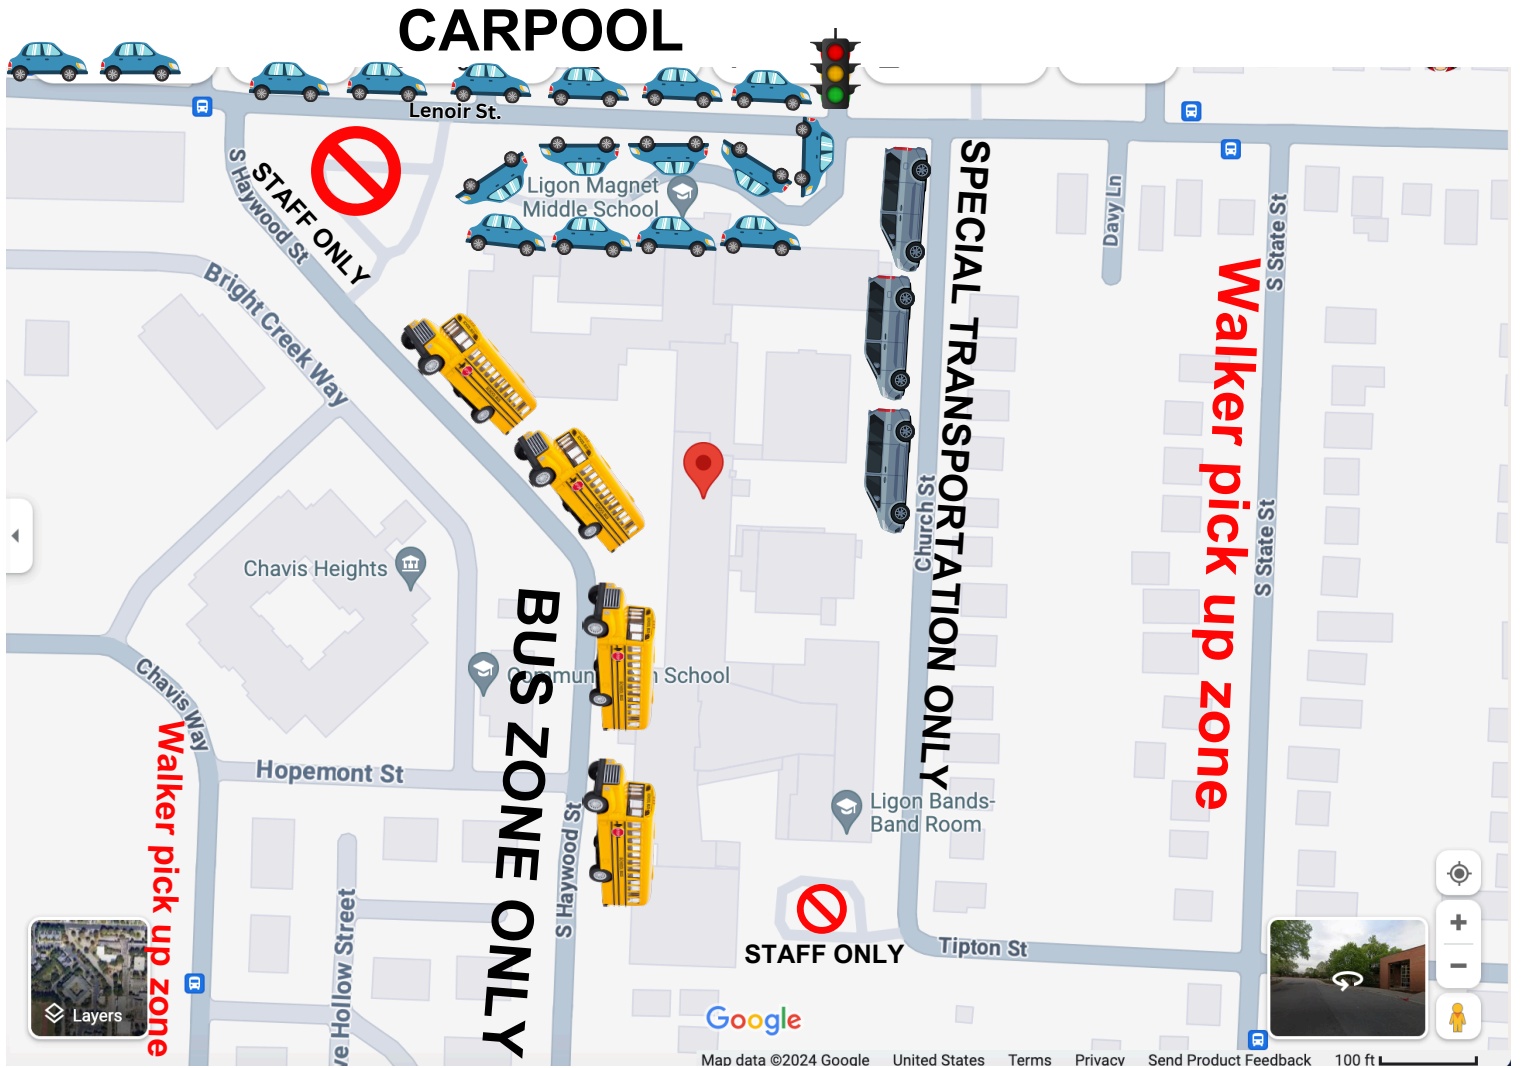 CARPOOL
Lenoir St.
S Haywood St
STAFF ONLY
Ligon Magnet
Middle School
SPECIAL TRANSPORTATION ONLY
Davy Ln
S State St
Bright Creek Way
Walker pick up zone
Church St
S State St
Chavis Heights
BUS ZONE ONLY
School
Chavis Way
Walker pick up zone
Hopemont St
S Haywood St
Ligon Bands-
Band Room
STAFF ONLY
Tipton St
Hollow Street
Layers
Google
Map data ©2024 Google United States Terms Privacy Send Product Feedback 100 ft